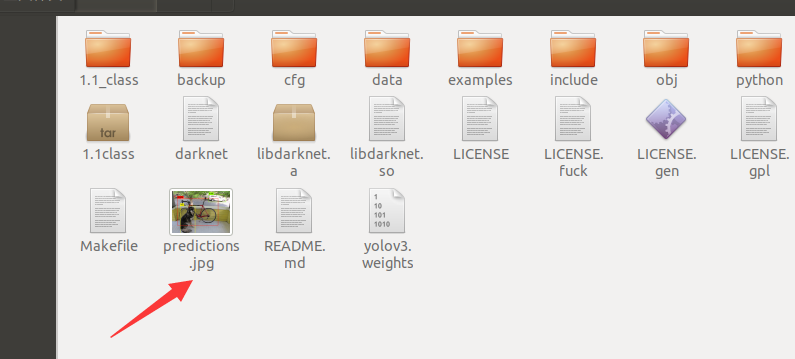 1.1_class
backup
cfg
data
examples
include
obj
python
tar
1
10
101
1010
1.1class
darknet
libdarknet.
a
libdarknet.
so
LICENSE
LICENSE.
fuck
LICENSE.
gen
LICENSE.
gpl
Makefile
predictions
.jpg
README.
md
yolov3.
weights